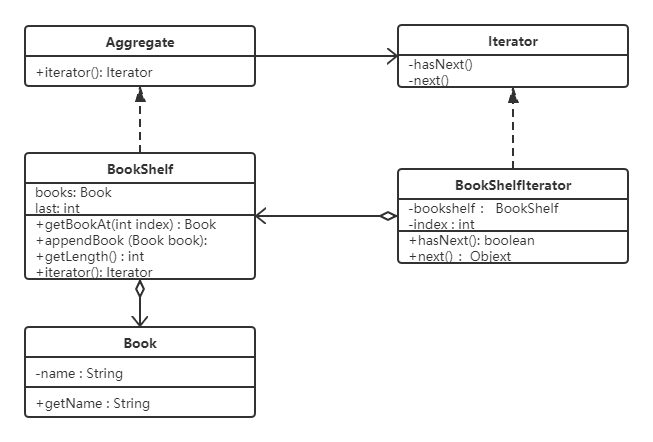 Aggregate
+iterator(): Iterator
Iterator
-hasNext()
-next()
BookShelf
books: Book
last: int
+getBookAt(int index) : Book
+appendBook (Book book):
+getLength() : int
+iterator(): Iterator
BookShelfIterator
-bookshelf： BookShelf
-index : int
+hasNext(): boolean
+next()： Objext
Book
-name : String
+getName : String